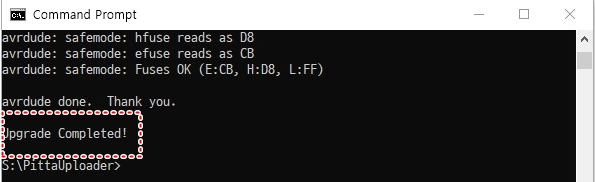 Command Prompt
avrdude: safemode: hfuse reads as D8
avrdude: safemode: efuse reads as CB
avrdude: safemode: Fuses OK (E:CB, H:D8, L:FF)
avrdude done.  Thank you.
Upgrade Completed!
S:\PittaUploader>